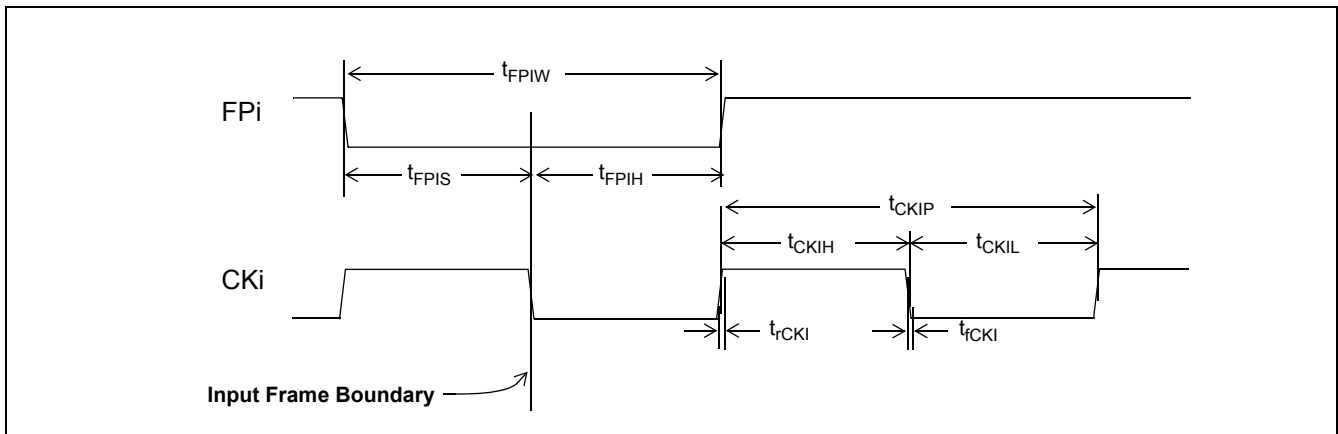 tFPIW
FPi
tFPIS
tFPIH
tCKIP
tCKIH
tCKIL
CKi
trCKI
tfCKI
Input Frame Boundary